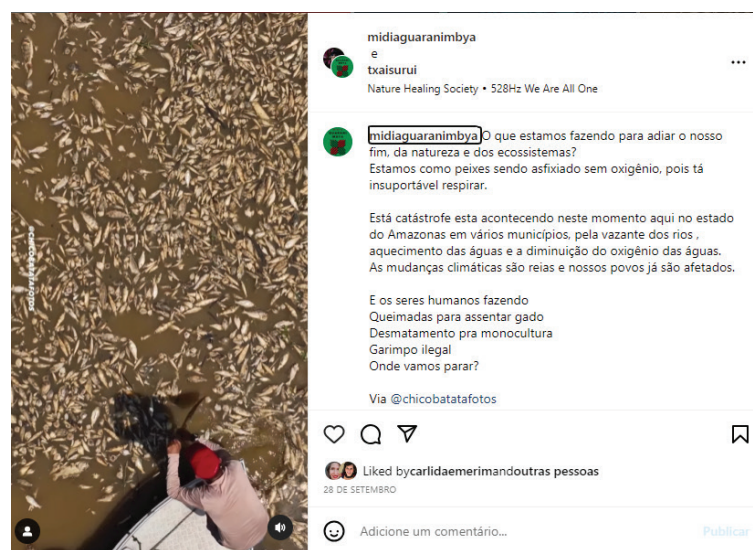 @CHICOBATATAFOTOS
midiaguaranimbya
e
txaisurui
Nature Healing Society • 528Hz We Are All One
midiaguaranimbya O que estamos fazendo para adiar o nosso
fim, da natureza e dos ecossistemas?
Estamos como peixes sendo asfixiado sem oxigênio, pois tá
insuportável respirar.
Está catástrofe esta acontecendo neste momento aqui no estado
do Amazonas em vários municípios, pela vazante dos rios ,
aquecimento das águas e a diminuição do oxigênio das águas.
As mudanças climáticas são reias e nossos povos já são afetados.
E os seres humanos fazendo
Queimadas para assentar gado
Desmatamento pra monocultura
Garimpo ilegal
Onde vamos parar?
Via @chicobatatafotos
Liked bycarlidaemerimandoutras pessoas
28 DE SETEMBRO
Adicione um comentário... Publicar